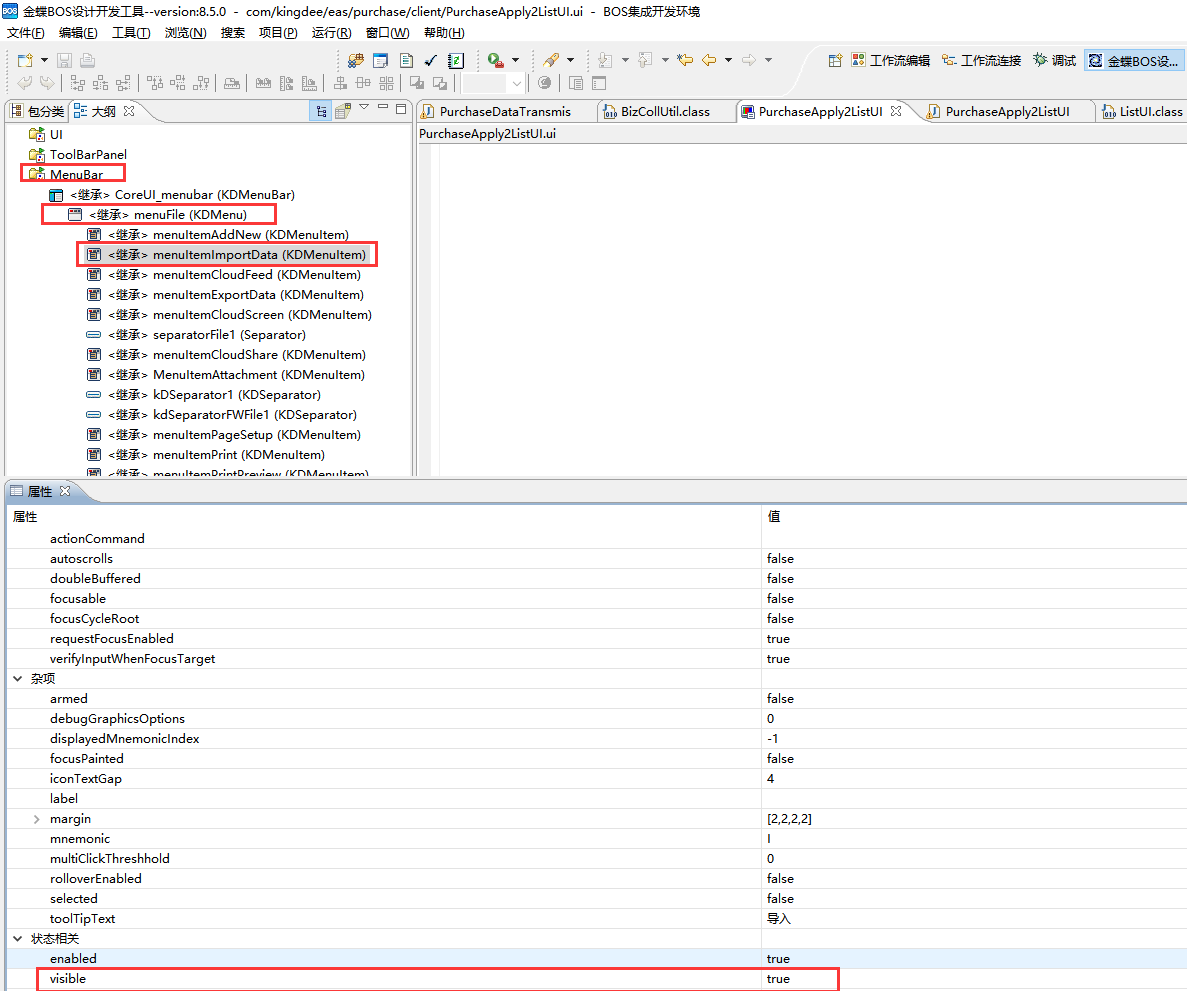 金蝶BOS设计开发工具--version:8.5.0 - com/kingdee/eas/purchase/client/PurchaseApply2ListUI.ui - BOS集成开发环境
文件(F) 编辑(E) 工具(T) 浏览(N) 搜索 项目(P) 运行(R) 窗口(W) 帮助(H)
工作流编辑 工作流连接 调试 金蝶BOS设...
包分类 大纲 PurchaseDataTransmis BizCollUtil.class PurchaseApply2ListUI PurchaseApply2ListUI ListUI.class
PurchaseApply2ListUI.ui
UI
ToolBarPanel
MenuBar
<继承> CoreUI_menubar (KDMenuBar)
<继承> menuFile (KDMenu)
<继承> menuItemAddNew (KDMenuItem)
<继承> menuItemImportData (KDMenuItem)
<继承> menuItemCloudFeed (KDMenuItem)
<继承> menuItemExportData (KDMenuItem)
<继承> menuItemCloudScreen (KDMenuItem)
<继承> separatorFile1 (Separator)
<继承> menuItemCloudShare (KDMenuItem)
<继承> MenuItemAttachment (KDMenuItem)
<继承> kDSeparator1 (KDSeparator)
<继承> kdSeparatorFWFile1 (KDSeparator)
<继承> menuItemPageSetup (KDMenuItem)
<继承> menuItemPrint (KDMenuItem)
<继承> menuItemPrintPreview (KDMenuItem)
属性
属性 值
actionCommand
autoscrolls false
doubleBuffered false
focusable false
focusCycleRoot false
requestFocusEnabled true
verifyInputWhenFocusTarget true
杂项
armed false
debugGraphicsOptions 0
displayedMnemonicIndex -1
focusPainted false
iconTextGap 4
label
margin [2,2,2,2]
mnemonic I
multiClickThreshhold 0
rolloverEnabled false
selected false
toolTipText 导入
状态相关
enabled true
visible true